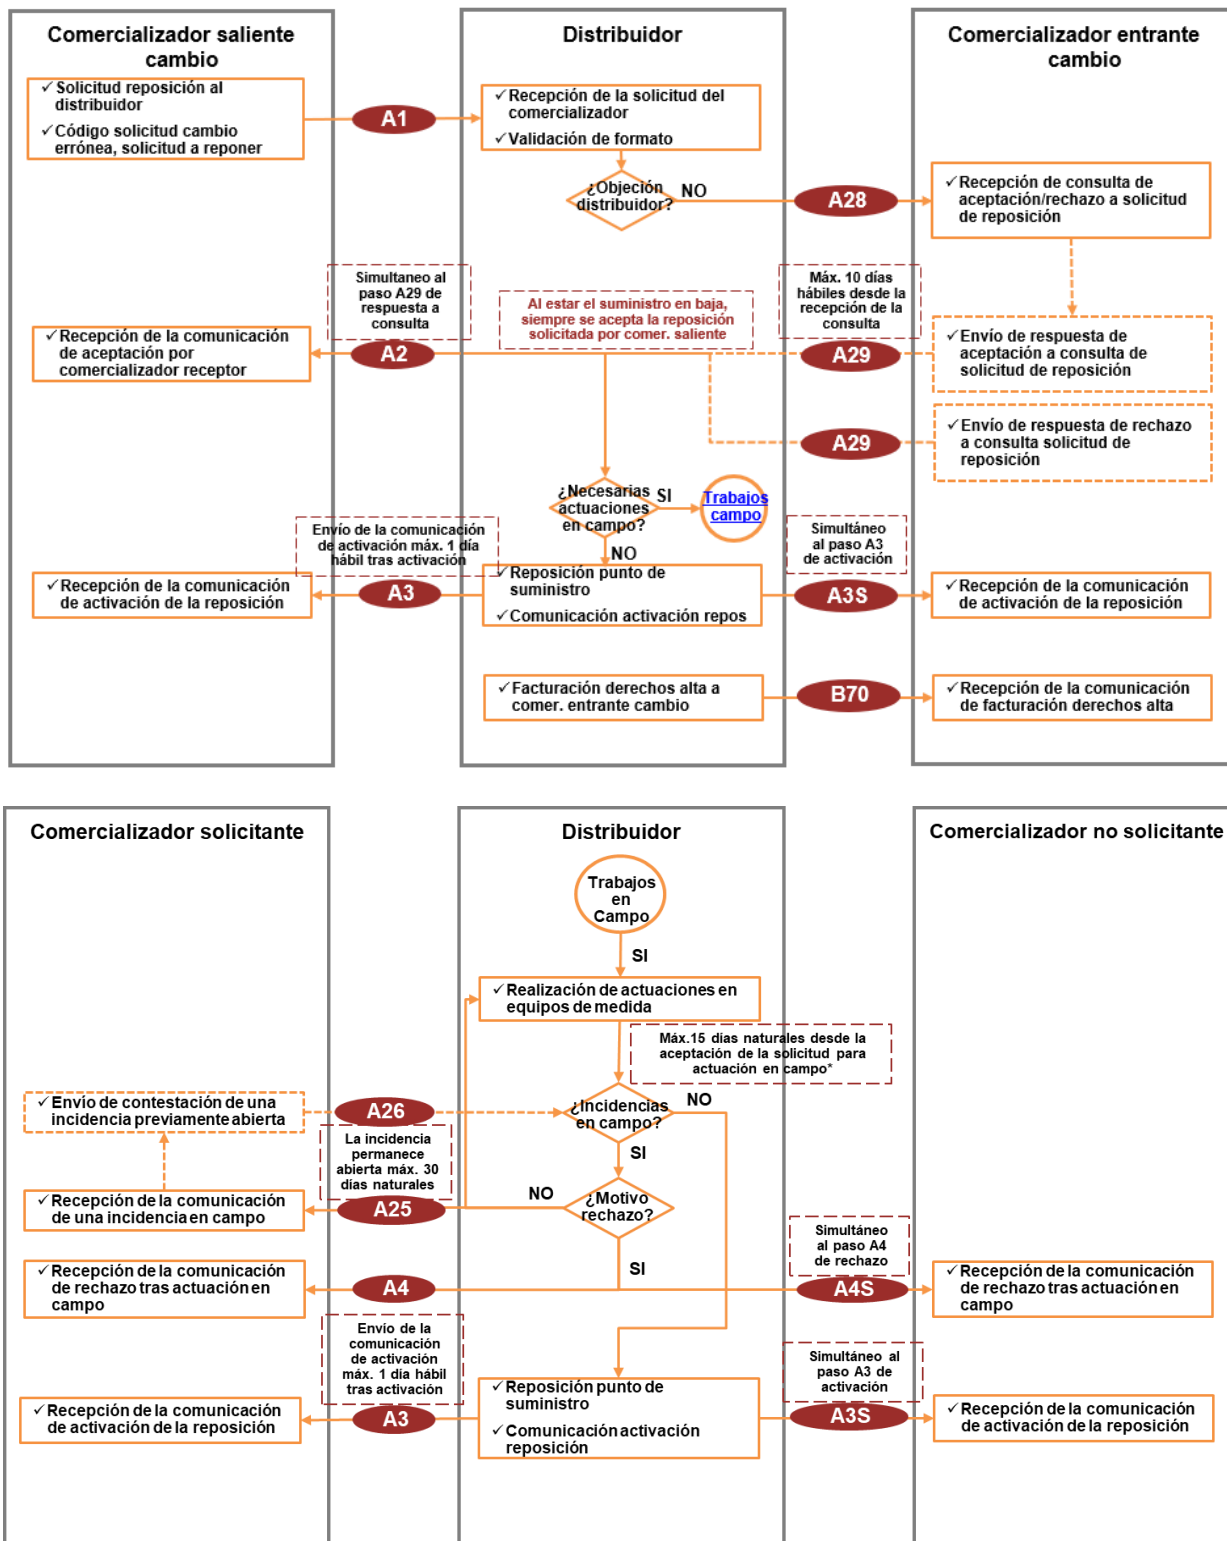 Comercializador saliente
cambio
Distribuidor
Comercializador entrante
cambio
✓ Solicitud reposición al
distribuidor
✓ Código solicitud cambio
errónea, solicitud a reponer
A1
✓ Recepción de la solicitud del
comercializador
✓ Validación de formato
¿Objeción
distribuidor?
NO
A28
✓ Recepción de consulta de
aceptación/rechazo a solicitud
de reposición
Simultaneo al
paso A29 de
respuesta a
consulta
Al estar el suministro en baja,
siempre se acepta la reposición
solicitada por comer. saliente
Máx. 10 días
hábiles desde la
recepción de la
consulta
✓ Recepción de la comunicación
de aceptación por
comercializador receptor
A2
A29
✓ Envío de respuesta de
aceptación a consulta de
solicitud de reposición
A29
✓ Envío de respuesta de rechazo
a consulta solicitud de
reposición
¿Necesarias
actuaciones
en campo?
SI
Trabajos
campo
NO
Envío de la comunicación
de activación máx. 1 día
hábil tras activación
Simultáneo
al paso A3
de activación
✓ Recepción de la comunicación
de activación de la reposición
A3
✓ Reposición punto de
suministro
✓ Comunicación activación repos
A3S
✓ Recepción de la comunicación
de activación de la reposición
✓ Facturación derechos alta a
comer. entrante cambio
B70
✓ Recepción de la comunicación
de facturación derechos alta
Comercializador solicitante
Distribuidor
Comercializador no solicitante
Trabajos
en
Campo
SI
✓ Realización de actuaciones en
equipos de medida
Máx.15 días naturales desde la
aceptación de la solicitud para
actuación en campo*
✓ Envío de contestación de una
incidencia previamente abierta
A26
¿Incidencias
en campo?
NO
La incidencia
permanece
abierta máx. 30
días naturales
SI
✓ Recepción de la comunicación
de una incidencia en campo
A25
NO
¿Motivo
rechazo?
SI
Simultáneo
al paso A4
de rechazo
✓ Recepción de la comunicación
de rechazo tras actuación en
campo
A4
A4S
✓ Recepción de la comunicación
de rechazo tras actuación en
campo
Envío de la
comunicación
de activación
máx. 1 día hábil
tras activación
Simultáneo al
paso A3 de
activación
✓ Recepción de la comunicación
de activación de la reposición
A3
✓ Reposición punto de
suministro
✓ Comunicación activación
reposición
A3S
✓ Recepción de la comunicación
de activación de la reposición